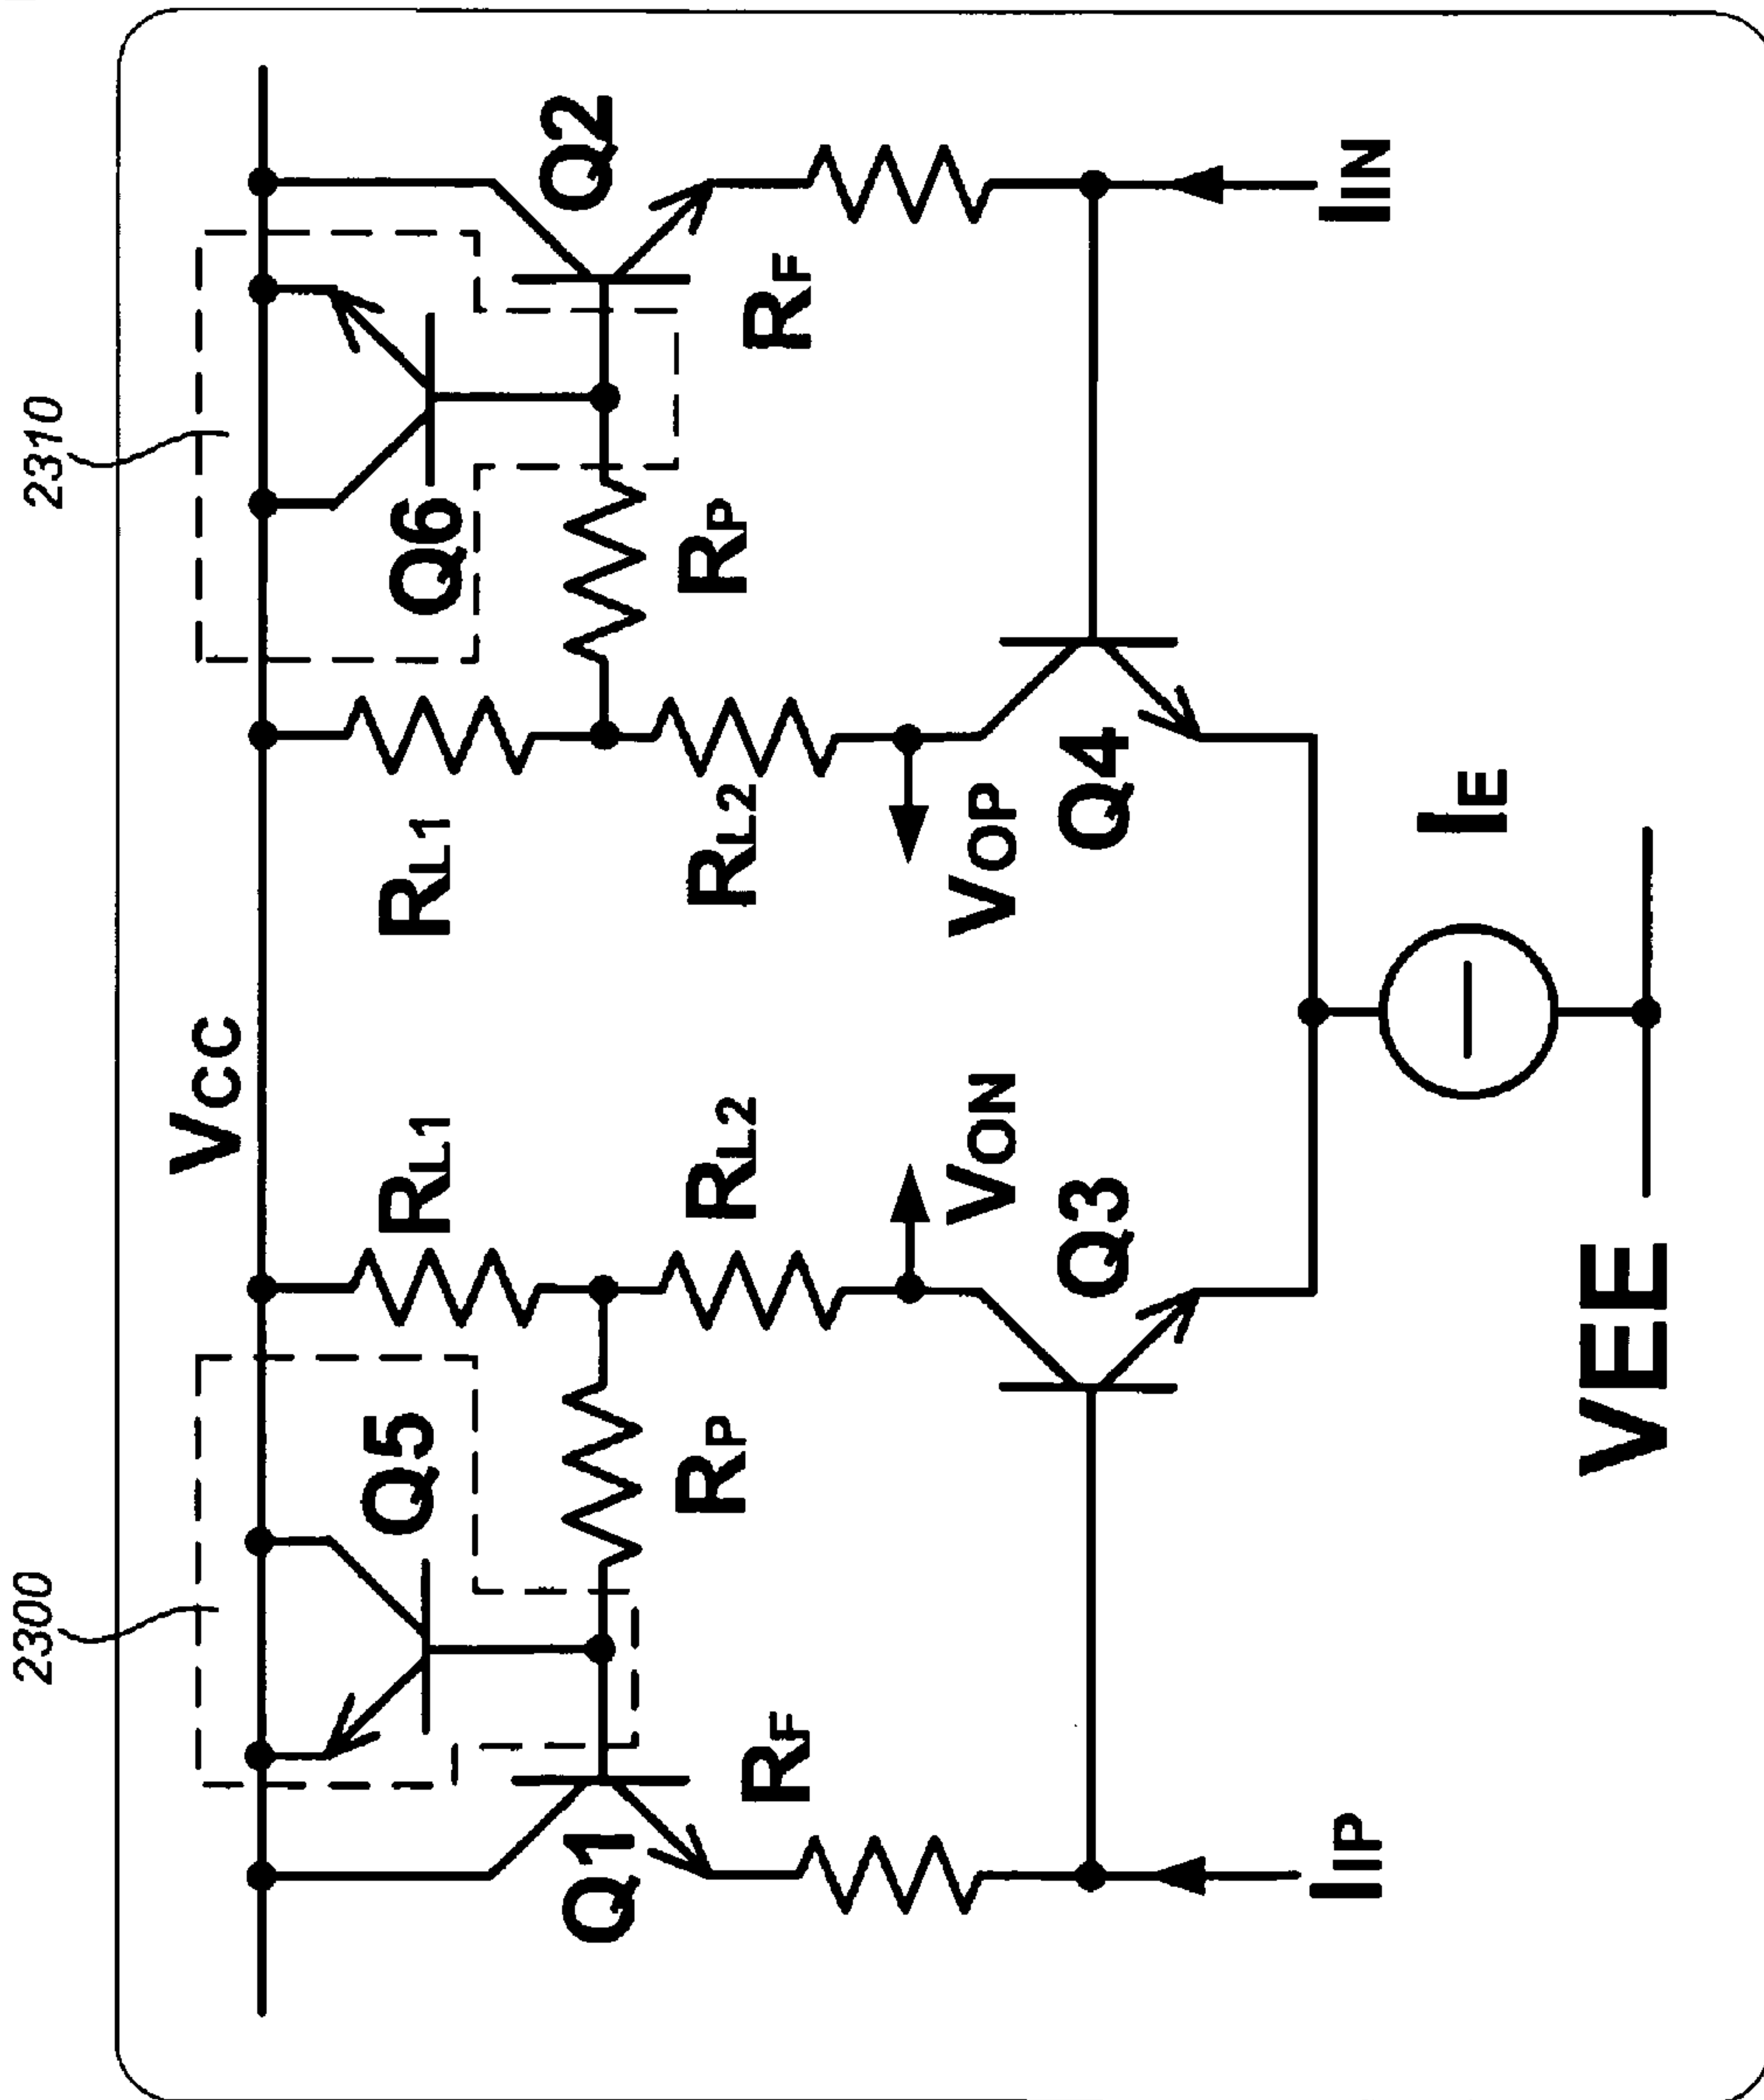 2300
2310
VCC
Q5
Q6
Q1
Q2
RL1
RL1
RP
RP
RL2
RL2
RF
RF
VON
VOP
Q3
Q4
IIP
IIN
IE
VEE